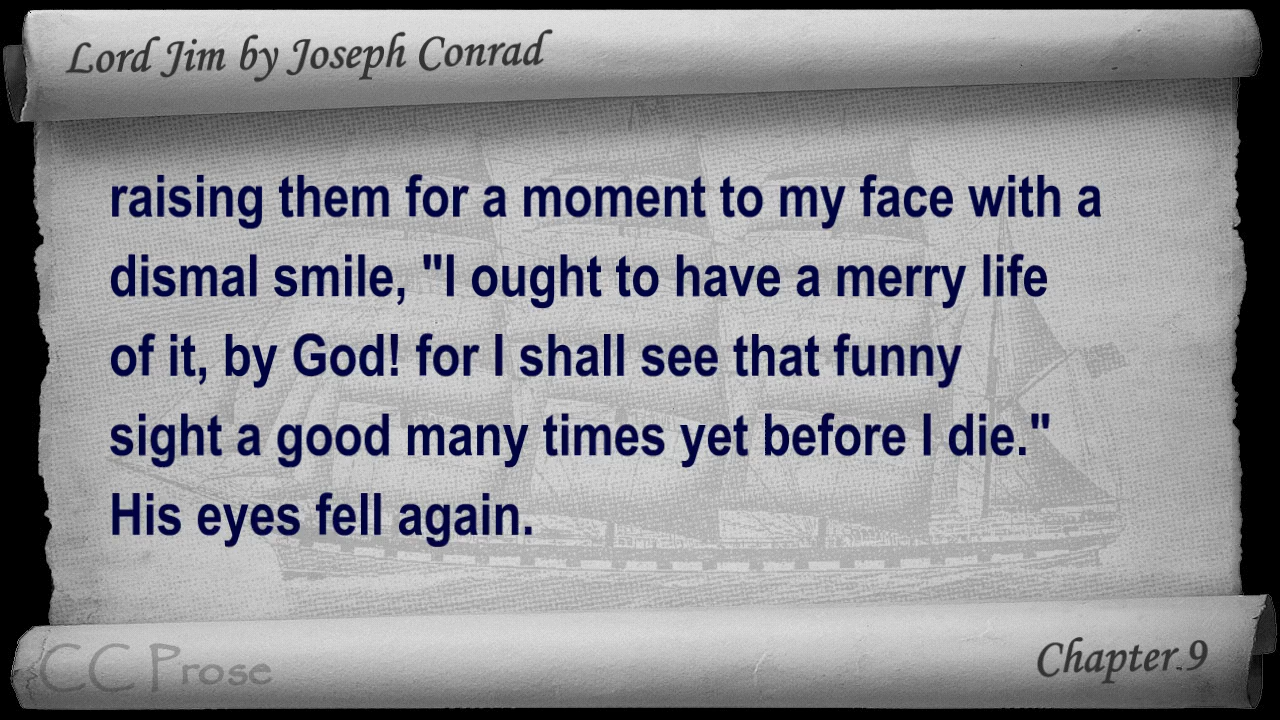 Lord Jim by Joseph Conrad
raising them for a moment to my face with a
dismal smile, "I ought to have a merry life
of it, by God! for I shall see that funny
sight a good many times yet before I die."
His eyes fell again.
CC Prose
Chapter.9